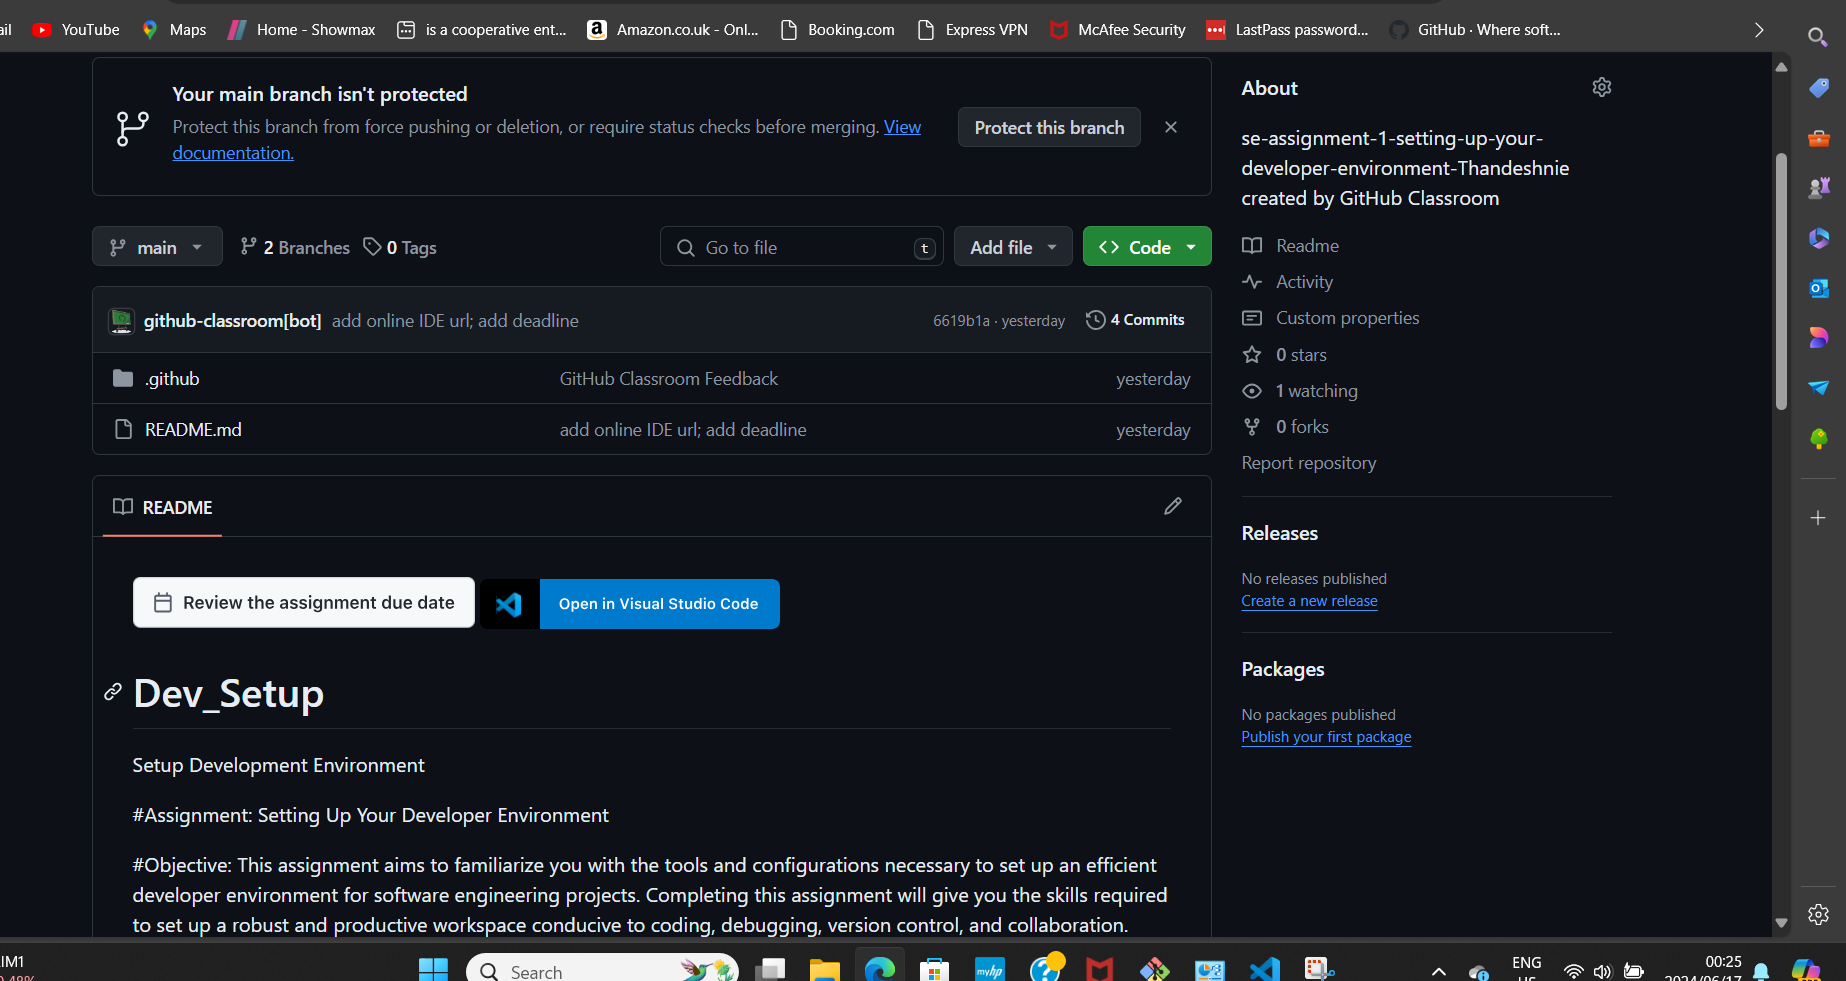 YouTube
Maps
Home - Showmax
is a cooperative ent...
Amazon.co.uk - Onl...
Booking.com
Express VPN
McAfee Security
LastPass password...
GitHub · Where soft...
Your main branch isn't protected
Protect this branch from force pushing or deletion, or require status checks before merging. View
documentation.
Protect this branch
main
2 Branches
0 Tags
Go to file
t
Add file
Code
github-classroom[bot] add online IDE url; add deadline
6619b1a · yesterday
4 Commits
.github
GitHub Classroom Feedback
yesterday
README.md
add online IDE url; add deadline
yesterday
README
Review the assignment due date
Open in Visual Studio Code
Dev_Setup
Setup Development Environment
#Assignment: Setting Up Your Developer Environment
#Objective: This assignment aims to familiarize you with the tools and configurations necessary to set up an efficient
developer environment for software engineering projects. Completing this assignment will give you the skills required
to set up a robust and productive workspace conducive to coding, debugging, version control, and collaboration.
About
se-assignment-1-setting-up-your-
developer-environment-Thandeshnie
created by GitHub Classroom
Readme
Activity
Custom properties
0 stars
1 watching
0 forks
Report repository
Releases
No releases published
Create a new release
Packages
No packages published
Publish your first package
Search
myhp
ENG
00:25
2024/06/17